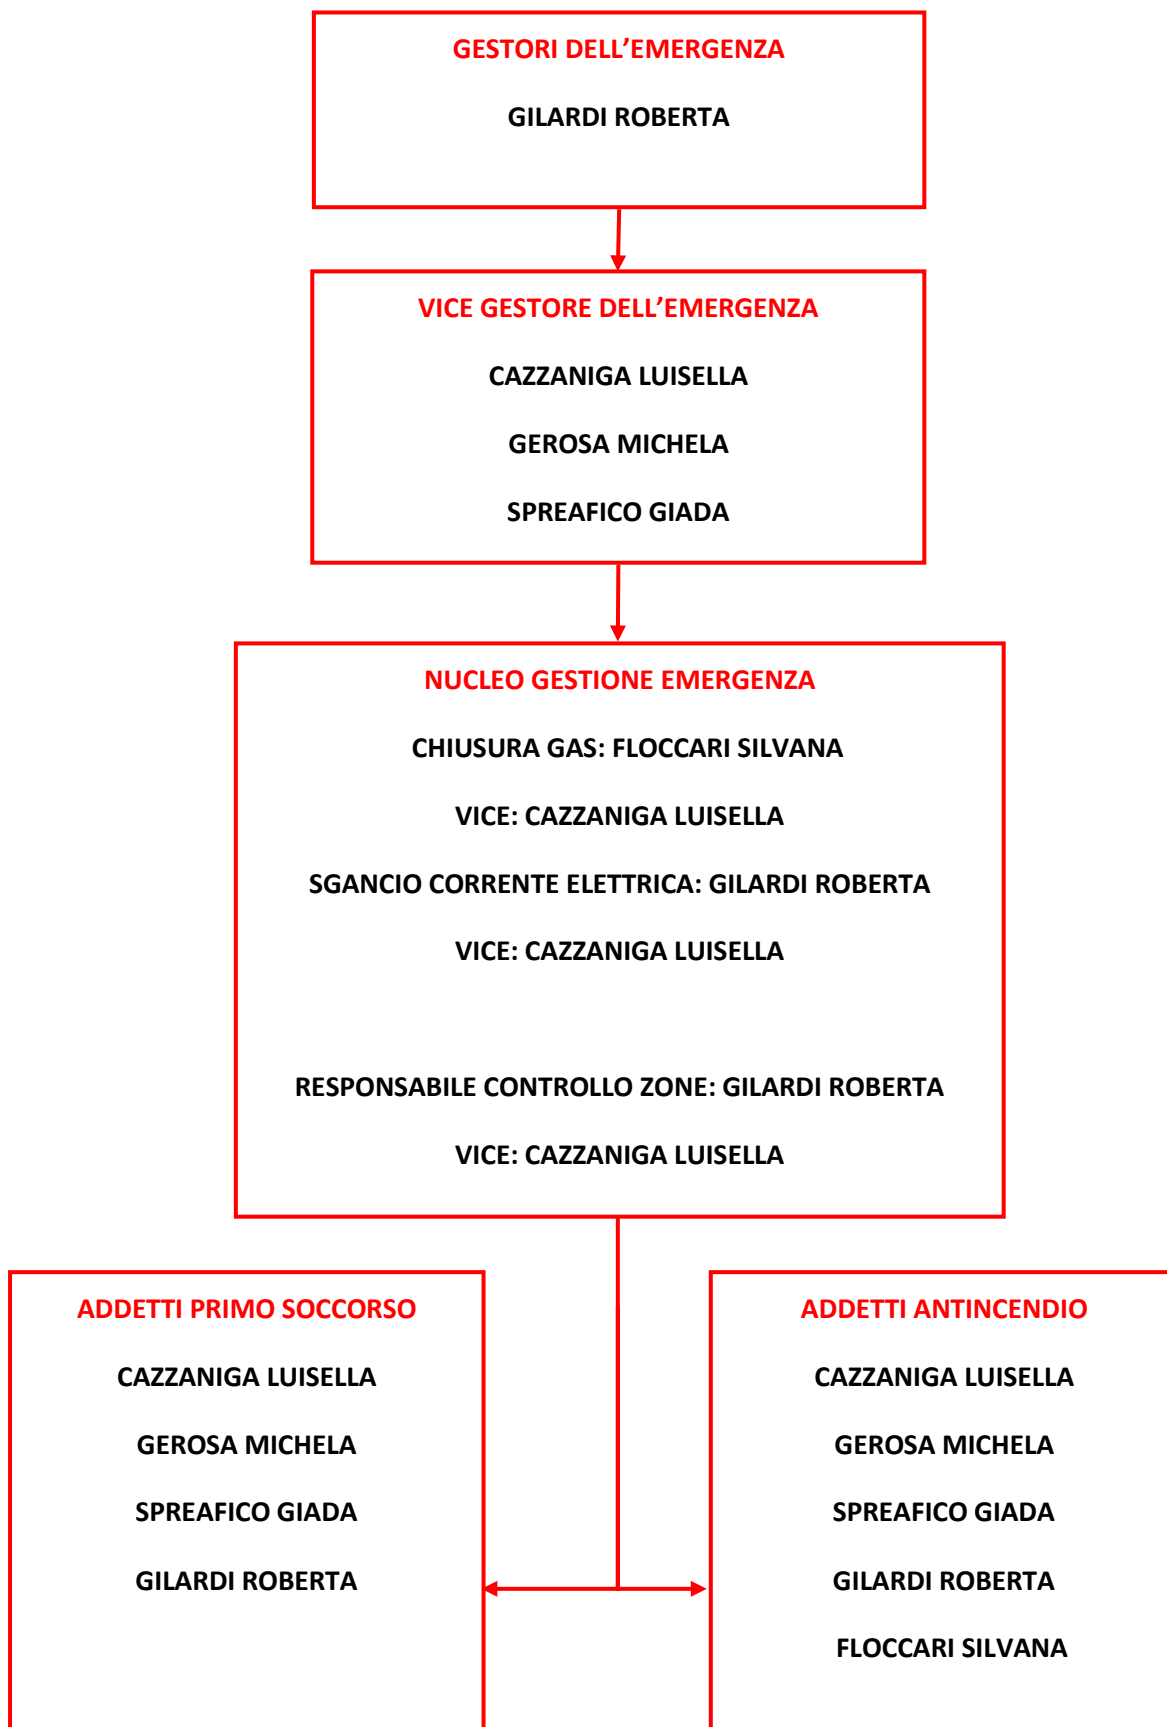 GESTORI DELL’EMERGENZA
GILARDI ROBERTA
VICE GESTORE DELL’EMERGENZA
CAZZANIGA LUISELLA
GEROSA MICHELA
SPREAFICO GIADA
NUCLEO GESTIONE EMERGENZA
CHIUSURA GAS: FLOCCARI SILVANA
VICE: CAZZANIGA LUISELLA
SGANCIO CORRENTE ELETTRICA: GILARDI ROBERTA
VICE: CAZZANIGA LUISELLA
RESPONSABILE CONTROLLO ZONE: GILARDI ROBERTA
VICE: CAZZANIGA LUISELLA
ADDETTI PRIMO SOCCORSO
CAZZANIGA LUISELLA
GEROSA MICHELA
SPREAFICO GIADA
GILARDI ROBERTA
ADDETTI ANTINCENDIO
CAZZANIGA LUISELLA
GEROSA MICHELA
SPREAFICO GIADA
GILARDI ROBERTA
FLOCCARI SILVANA